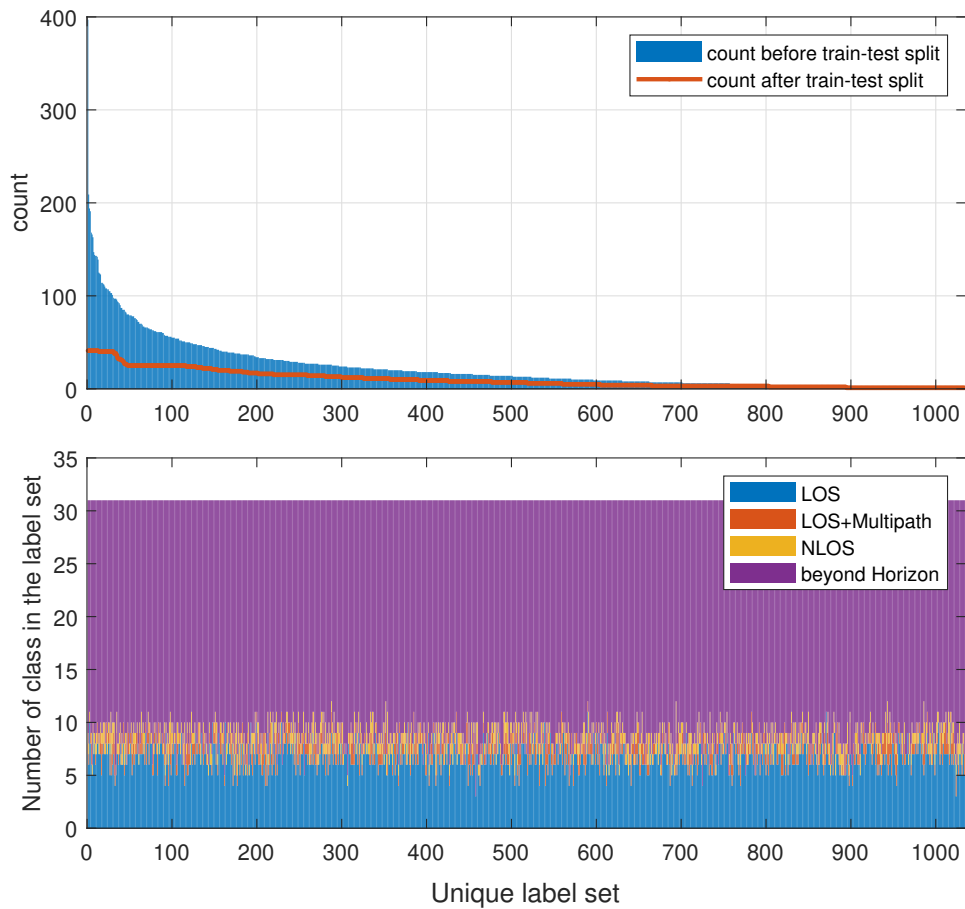 400
300
200
100
0
count
count before train-test split
count after train-test split
0 100 200 300 400 500 600 700 800 900 1000
35
30
25
20
15
10
5
0
Number of class in the label set
LOS
LOS+Multipath
NLOS
beyond Horizon
0 100 200 300 400 500 600 700 800 900 1000
Unique label set